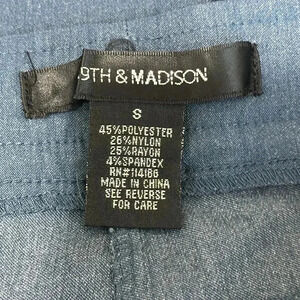 9TH & MADISON
S
45%POLYESTER
26%NYLON
25%RAYON
4%SPANDEX
RN#114186
MADE IN CHINA
SEE REVERSE
FOR CARE